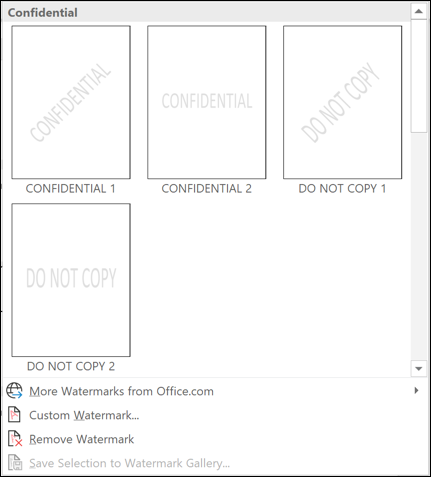 Confidential
CONFIDENTIAL
CONFIDENTIAL
DO NOT COPY
CONFIDENTIAL 1
CONFIDENTIAL 2
DO NOT COPY 1
DO NOT COPY
DO NOT COPY 2
More Watermarks from Office.com
Custom Watermark...
Remove Watermark
Save Selection to Watermark Gallery...